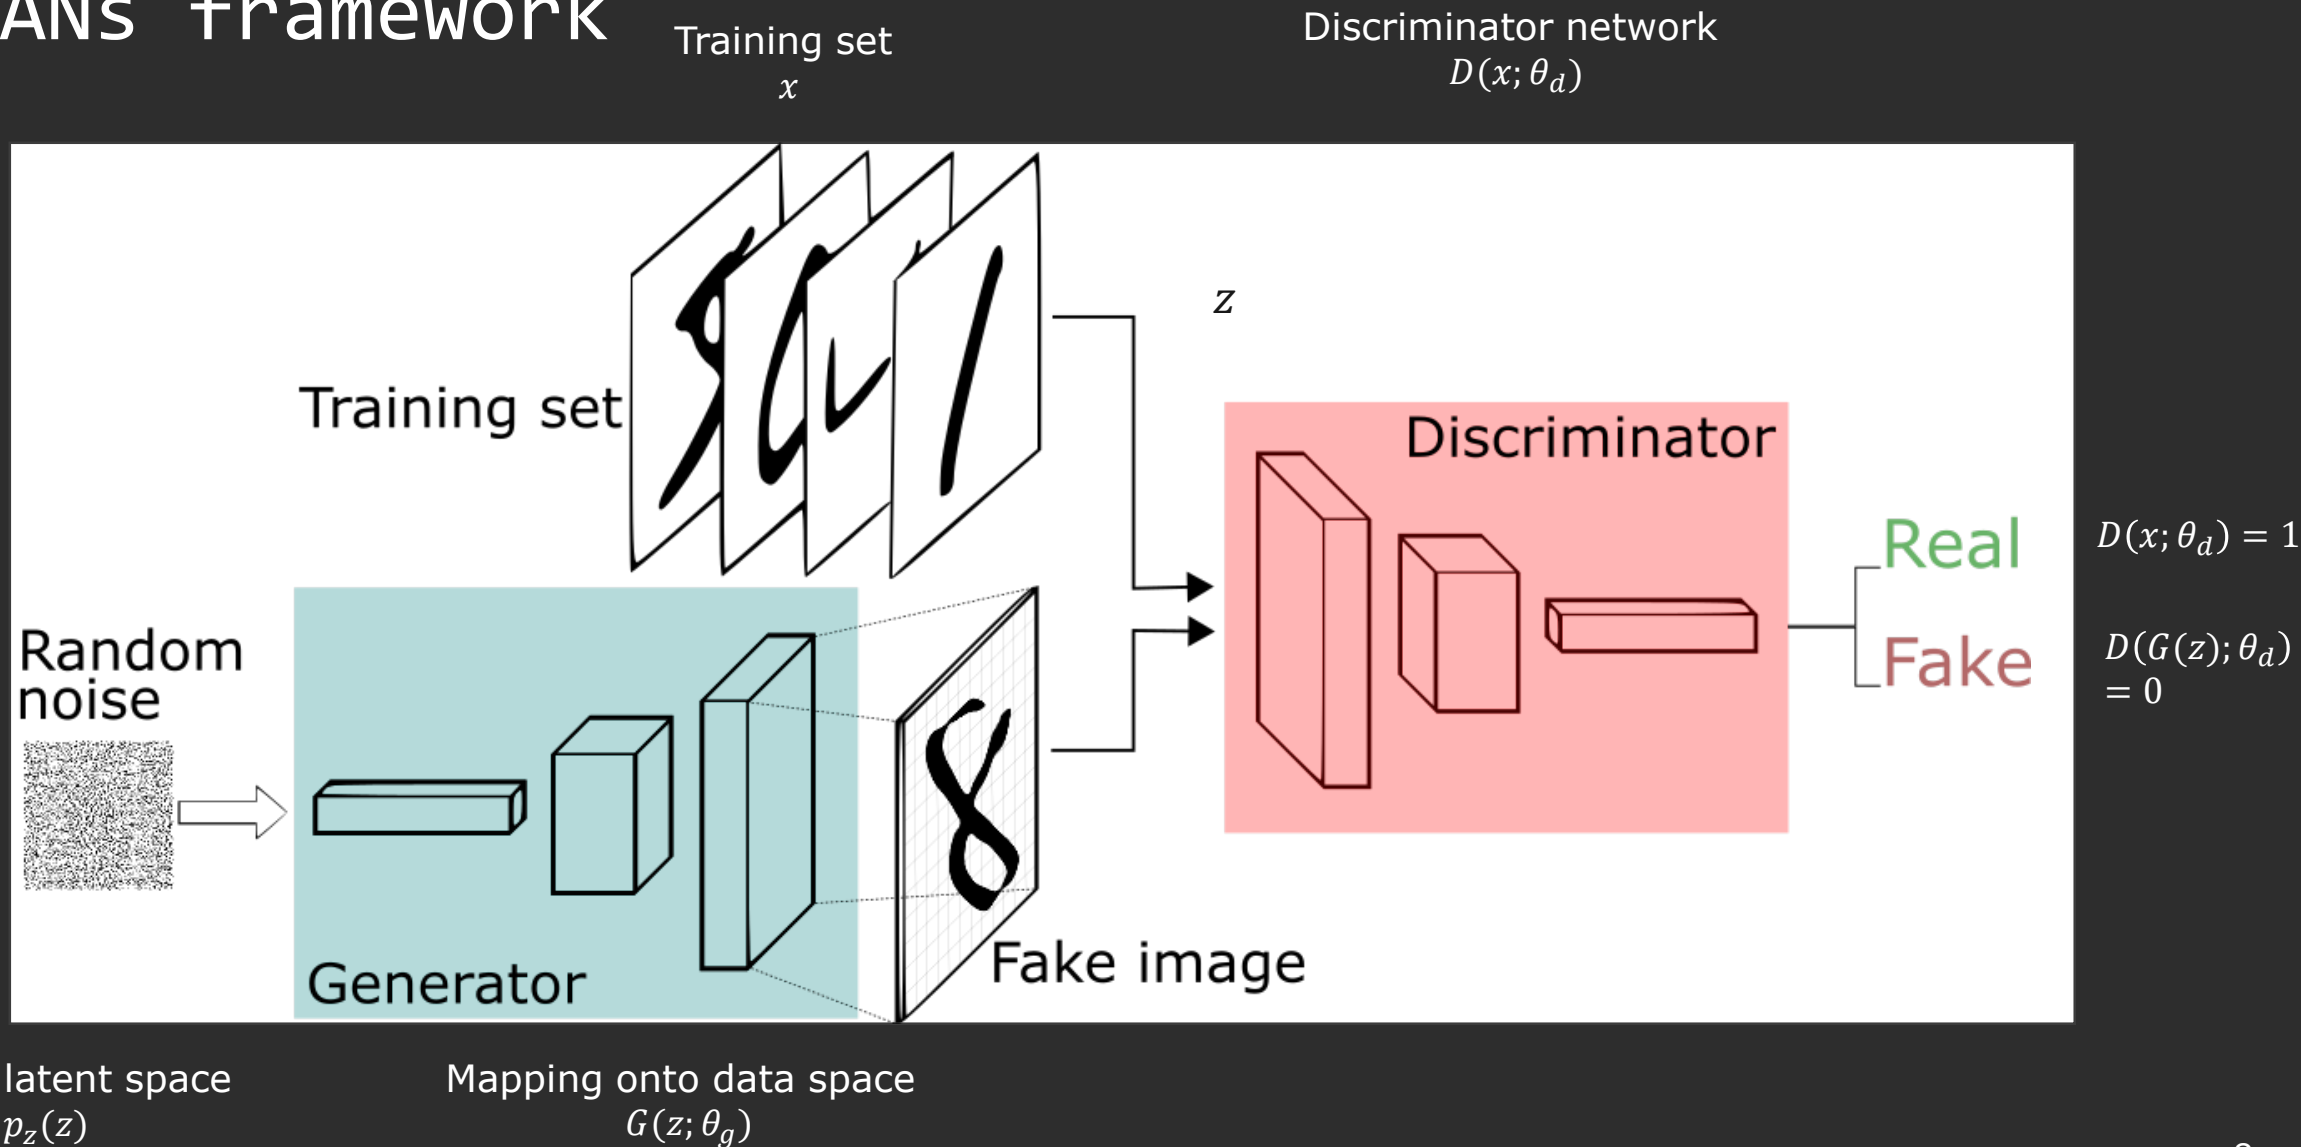 ANs framework
Training set
x
Discriminator network
D(x; θ_d)
z
Training set
Discriminator
Real
D(x; θ_d) = 1
Fake
D(G(z); θ_d)
= 0
Random
noise
Generator
Fake image
latent space
p_z(z)
Mapping onto data space
G(z; θ_g)